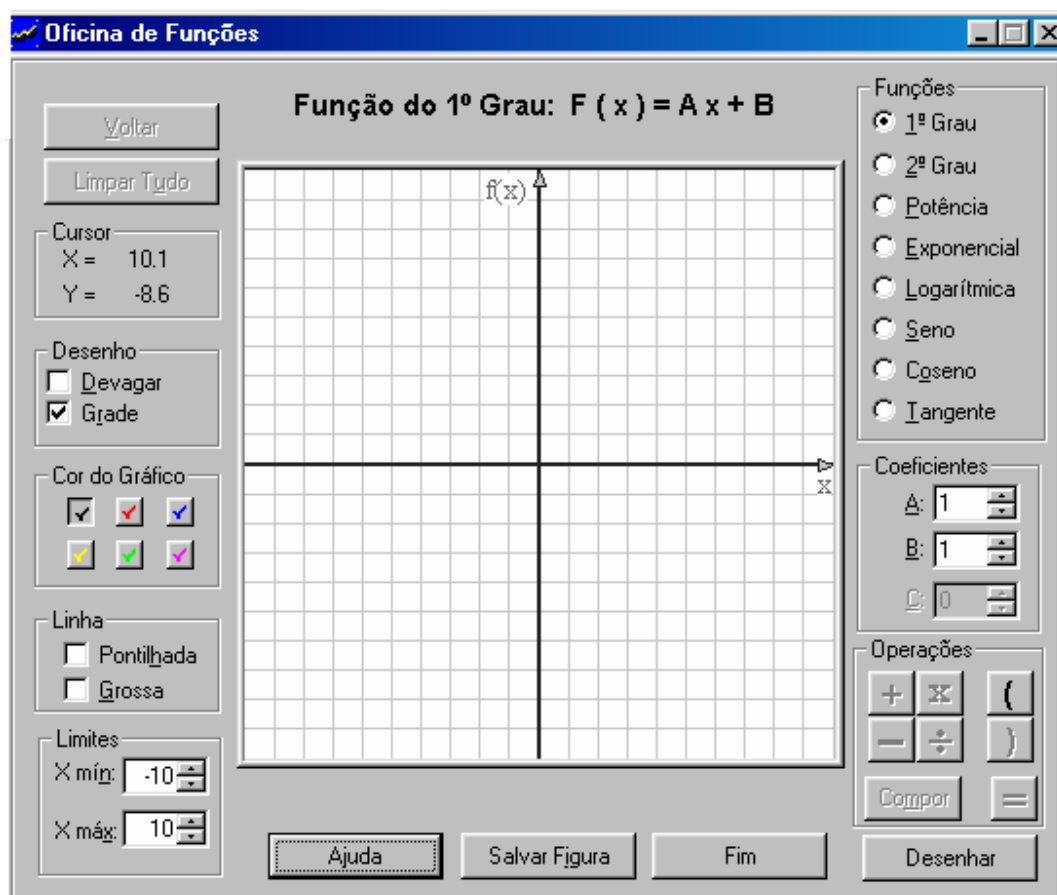 Oficina de Funções
Voltar
Limpar Tudo
Cursor
X = 10.1
Y = -8.6
Desenho
Devagar
Grade
Cor do Gráfico
Linha
Pontilhada
Grossa
Limites
X mín: -10
X máx: 10
Função do 1º Grau: F ( x ) = A x + B
f(x)
x
Ajuda
Salvar Figura
Fim
Funções
1º Grau
2º Grau
Potência
Exponencial
Logarítmica
Seno
Coseno
Tangente
Coeficientes
A: 1
B: 1
C: 0
Operações
+ x (
− ÷ )
Compor =
Desenhar